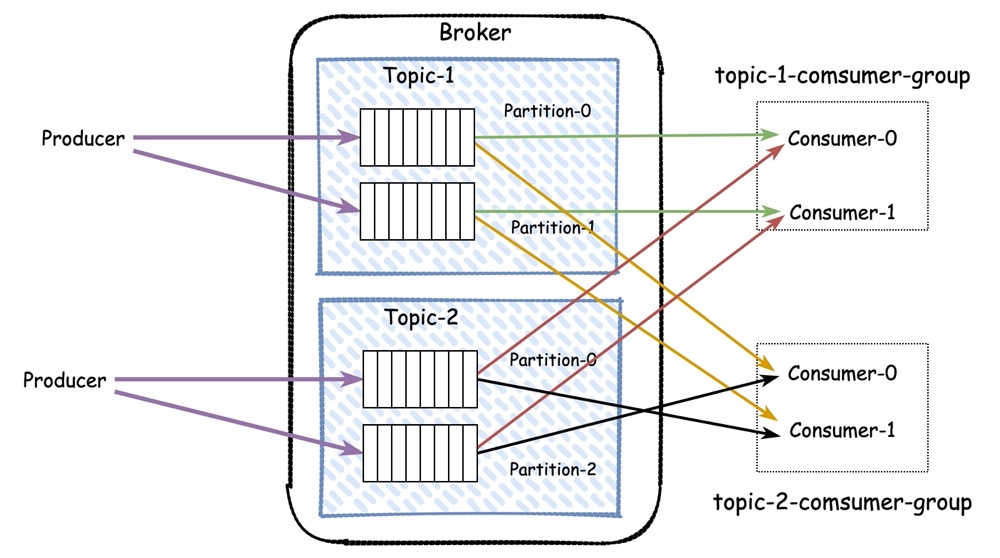 Broker
Topic-1
topic-1-comsumer-group
Partition-0
Producer
Consumer-0
Consumer-1
Partition-1
Topic-2
Partition-0
Producer
Consumer-0
Consumer-1
Partition-2
topic-2-comsumer-group